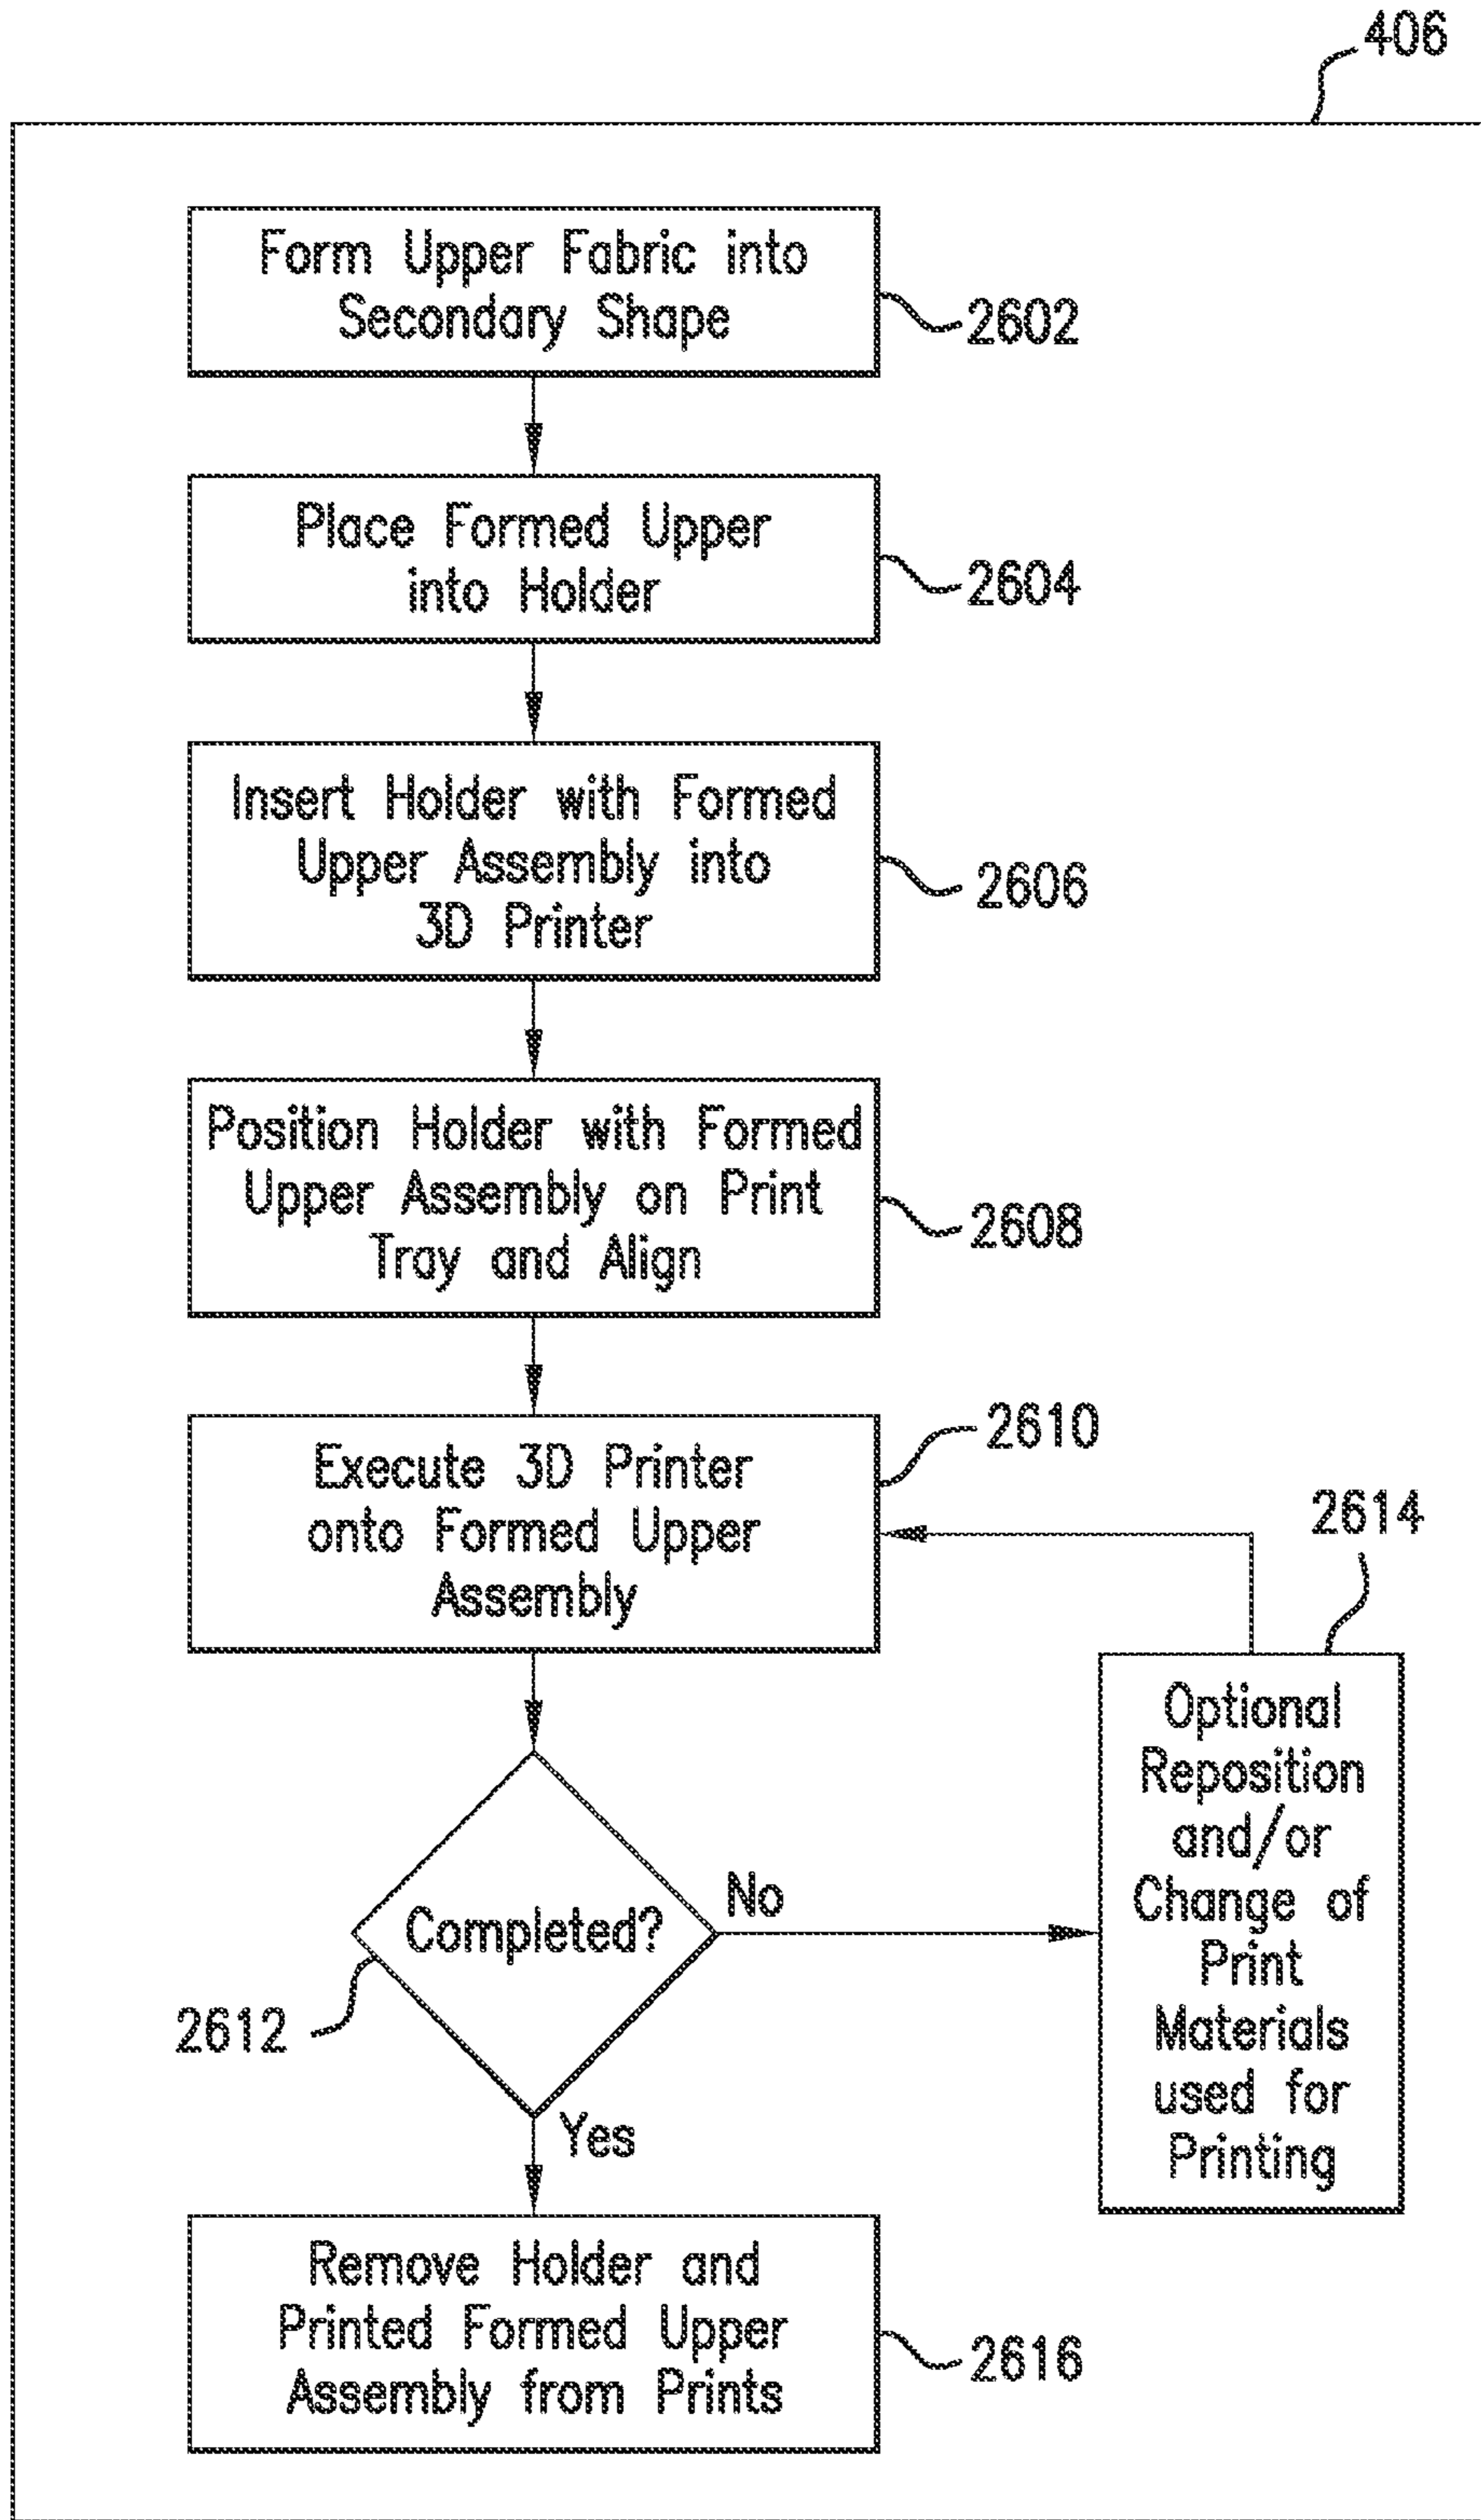 406
Form Upper Fabric into
Secondary Shape
2602
Place Formed Upper
into Holder
2604
Insert Holder with Formed
Upper Assembly into
3D Printer
2606
Position Holder with Formed
Upper Assembly on Print
Tray and Align
2608
Execute 3D Printer
onto Formed Upper
Assembly
2610
2614
Optional
Reposition
and/or
Change of
Print
Materials
used for
Printing
Completed?
No
2612
Yes
Remove Holder and
Printed Formed Upper
Assembly from Prints
2616